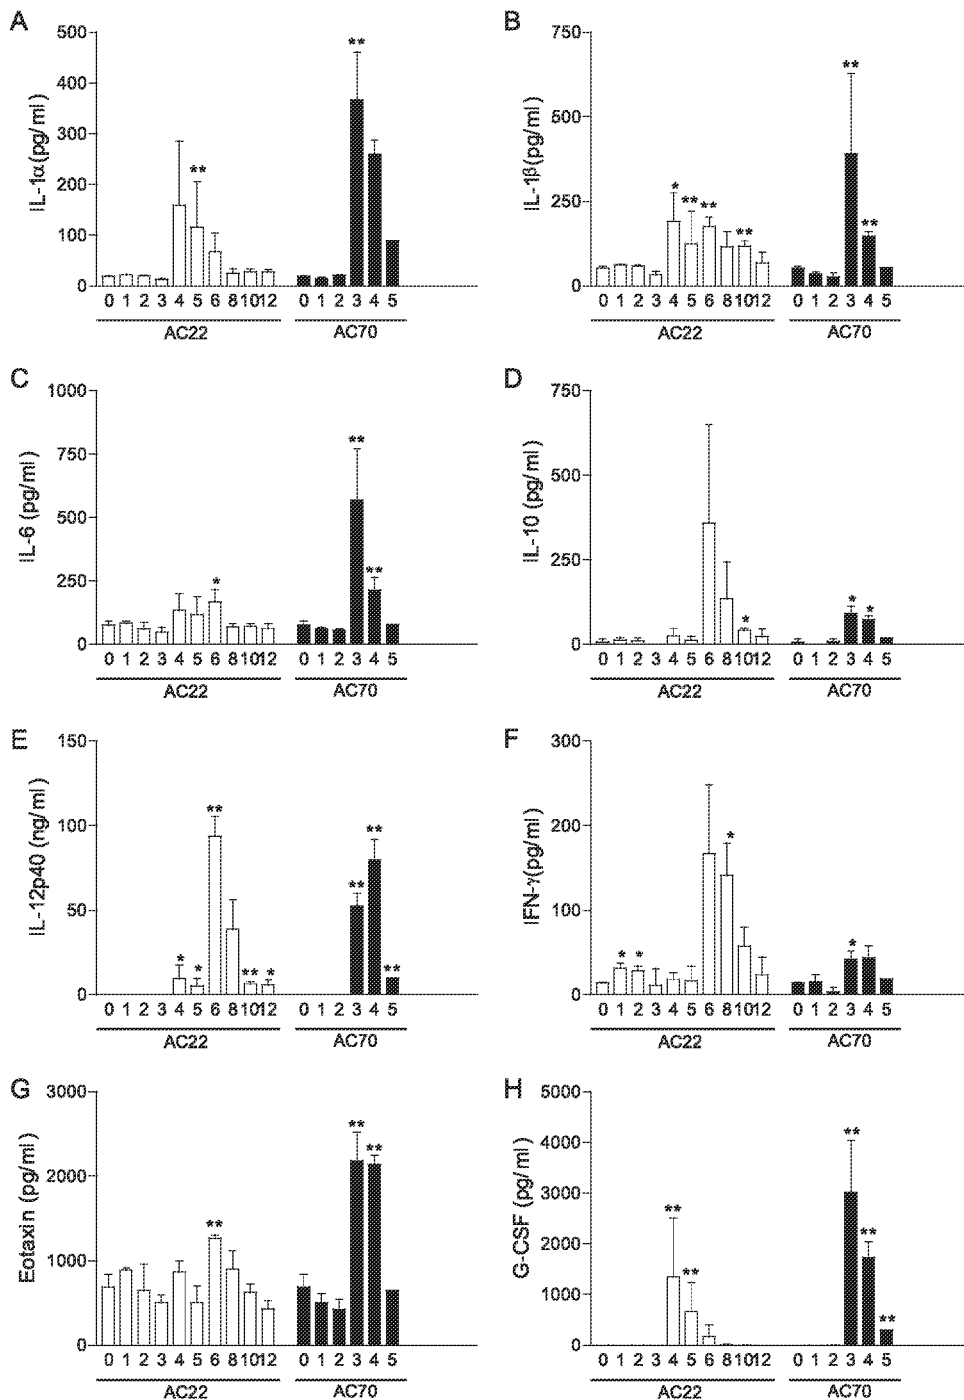 A
B
500
400
300
200
100
0
IL-1α(pg/ml)
**
**
0 1 2 3 4 5 6 8 10 12
0 1 2 3 4 5
AC22
AC70
750
500
250
0
IL-1β(pg/ml)
*
**
**
**
**
**
0 1 2 3 4 5 6 8 10 12
0 1 2 3 4 5
AC22
AC70
C
D
1000
750
500
250
0
IL-6 (pg/ml)
*
**
**
0 1 2 3 4 5 6 8 10 12
0 1 2 3 4 5
AC22
AC70
750
500
250
0
IL-10 (pg/ml)
*
*
*
0 1 2 3 4 5 6 8 10 12
0 1 2 3 4 5
AC22
AC70
E
F
150
100
50
0
IL-12p40 (ng/ml)
*
*
**
**
*
**
**
**
0 1 2 3 4 5 6 8 10 12
0 1 2 3 4 5
AC22
AC70
300
200
100
0
IFN-γ(pg/ml)
*
*
*
*
0 1 2 3 4 5 6 8 10 12
0 1 2 3 4 5
AC22
AC70
G
H
3000
2000
1000
0
Eotaxin (pg/ml)
**
**
**
0 1 2 3 4 5 6 8 10 12
0 1 2 3 4 5
AC22
AC70
5000
4000
3000
2000
1000
0
G-CSF (pg/ml)
**
**
**
**
**
0 1 2 3 4 5 6 8 10 12
0 1 2 3 4 5
AC22
AC70